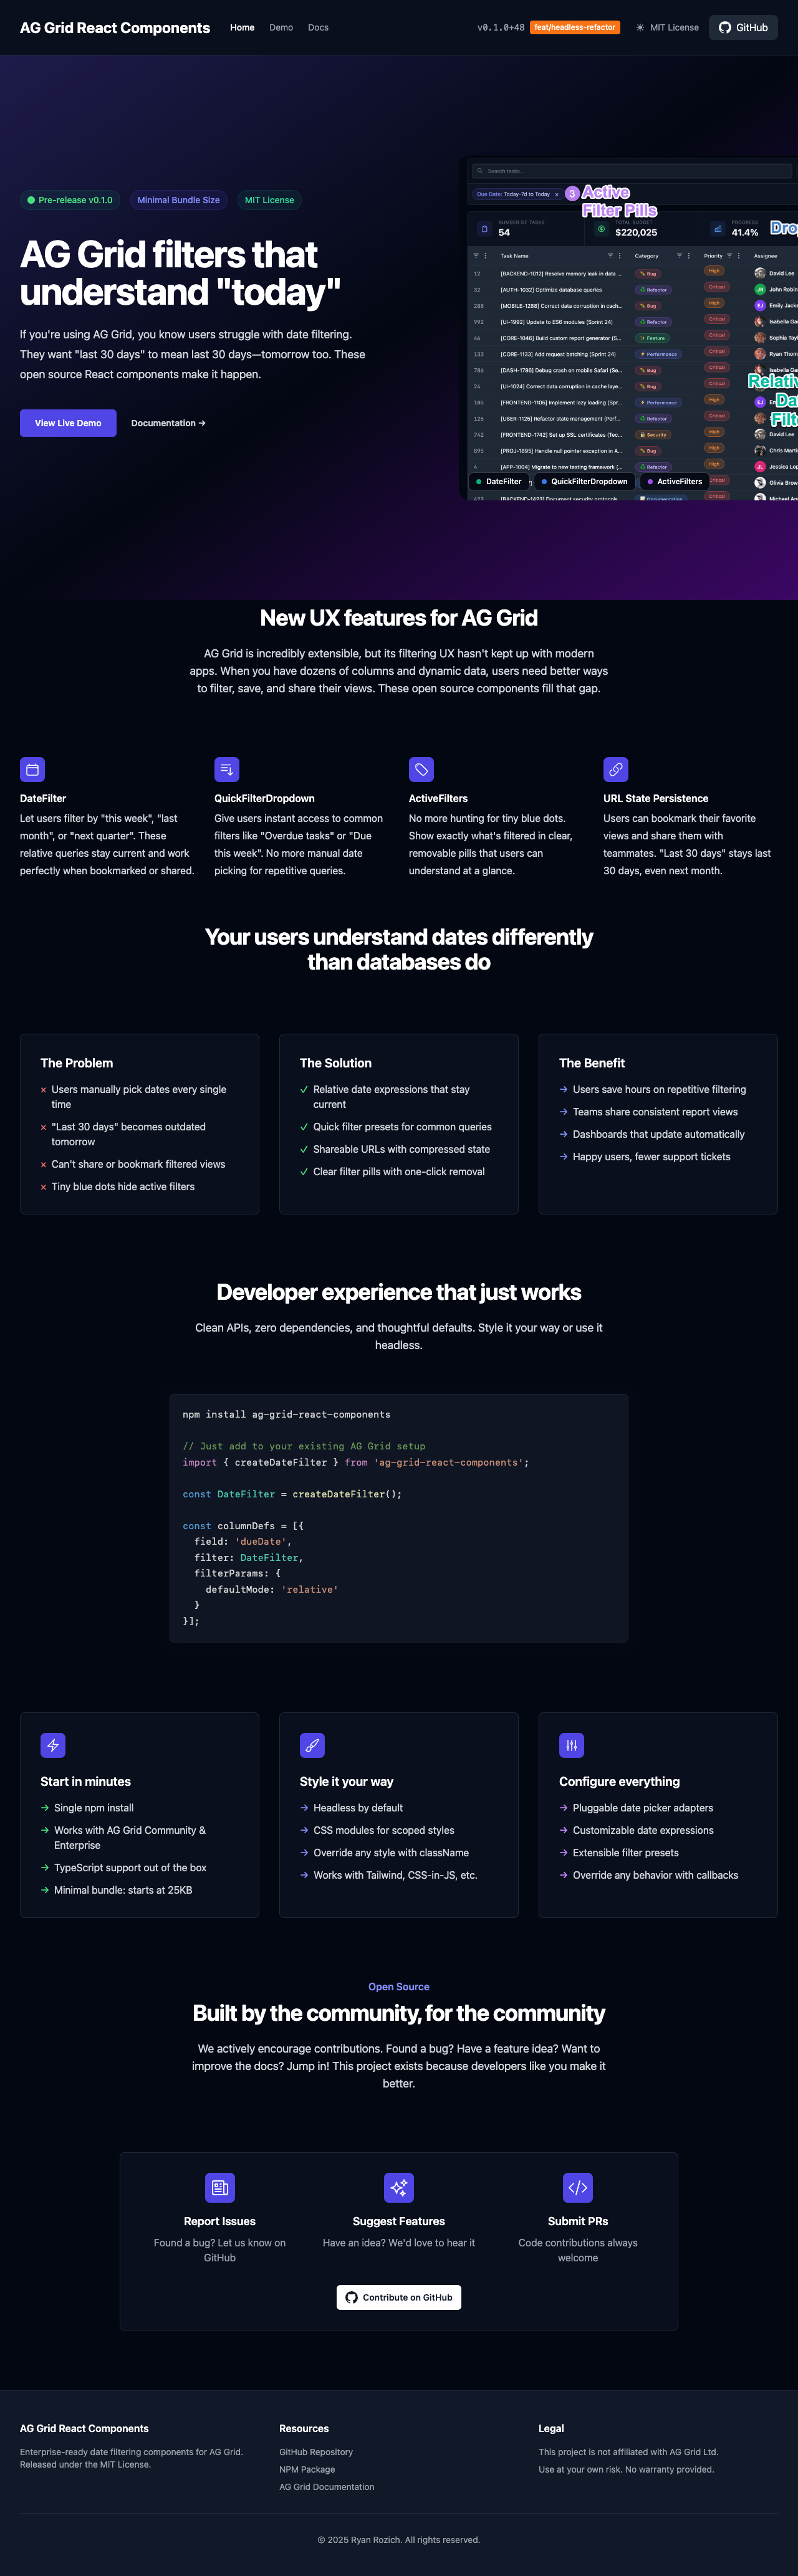 AG Grid React Components
Home
Demo
Docs
v0.1.0+48
feat/headless-refactor
MIT License
GitHub
Pre-release v0.1.0
Minimal Bundle Size
MIT License
AG Grid filters that
understand "today"
If you're using AG Grid, you know users struggle with date filtering.
They want "last 30 days" to mean last 30 days—tomorrow too. These
open source React components make it happen.
View Live Demo
Documentation →
Search tasks...
Due Date: Today-7d to Today ×
3 Active
Filter Pills
NUMBER OF TASKS
54
TOTAL BUDGET
$220,025
PROGRESS
41.4%
Task Name
Category
Priority
Assignee
12 [BACKEND-1012] Resolve memory leak in data ... Bug High David Lee
32 [AUTH-1032] Optimize database queries Refactor Critical
288 [MOBILE-1288] Correct data corruption in cach... Bug High
992 [UI-1992] Update to ES6 modules (Sprint 24) Refactor Critical
46 [CORE-1046] Build custom report generator (S... Feature Critical
133 [CORE-1133] Add request batching (Sprint 24) Performance Critical
786 [DASH-1786] Debug crash on mobile Safari (Se... Bug Critical
24 [UI-1024] Correct data corruption in cache laye... Bug Critical
105 [FRONTEND-1105] Implement lazy loading (Spr... Performance High
125 [USER-1125] Refactor state management (Perf... Refactor Critical
742 [FRONTEND-1742] Set up SSL certificates (Tec... Security High David Lee
895 [PROJ-1895] Handle null pointer exception in A... Bug High
4 [APP-1004] Migrate to new testing framework (... Refactor High
Critical
[BACKEND-1423] Document security protocols Documentation Critical
DateFilter
QuickFilterDropdown
ActiveFilters
New UX features for AG Grid
AG Grid is incredibly extensible, but its filtering UX hasn't kept up with modern
apps. When you have dozens of columns and dynamic data, users need better ways
to filter, save, and share their views. These open source components fill that gap.
DateFilter
Let users filter by "this week", "last
month", or "next quarter". These
relative queries stay current and work
perfectly when bookmarked or shared.
QuickFilterDropdown
Give users instant access to common
filters like "Overdue tasks" or "Due
this week". No more manual date
picking for repetitive queries.
ActiveFilters
No more hunting for tiny blue dots.
Show exactly what's filtered in clear,
removable pills that users can
understand at a glance.
URL State Persistence
Users can bookmark their favorite
views and share them with
teammates. "Last 30 days" stays last
30 days, even next month.
Your users understand dates differently
than databases do
The Problem
× Users manually pick dates every single
time
× "Last 30 days" becomes outdated
tomorrow
× Can't share or bookmark filtered views
× Tiny blue dots hide active filters
The Solution
✓ Relative date expressions that stay
current
✓ Quick filter presets for common queries
✓ Shareable URLs with compressed state
✓ Clear filter pills with one-click removal
The Benefit
→ Users save hours on repetitive filtering
→ Teams share consistent report views
→ Dashboards that update automatically
→ Happy users, fewer support tickets
Developer experience that just works
Clean APIs, zero dependencies, and thoughtful defaults. Style it your way or use it
headless.
npm install ag-grid-react-components
// Just add to your existing AG Grid setup
import { createDateFilter } from 'ag-grid-react-components';
const DateFilter = createDateFilter();
const columnDefs = [{
field: 'dueDate',
filter: DateFilter,
filterParams: {
defaultMode: 'relative'
}
}];
Start in minutes
→ Single npm install
→ Works with AG Grid Community &
Enterprise
→ TypeScript support out of the box
→ Minimal bundle: starts at 25KB
Style it your way
→ Headless by default
→ CSS modules for scoped styles
→ Override any style with className
→ Works with Tailwind, CSS-in-JS, etc.
Configure everything
→ Pluggable date picker adapters
→ Customizable date expressions
→ Extensible filter presets
→ Override any behavior with callbacks
Open Source
Built by the community, for the community
We actively encourage contributions. Found a bug? Have a feature idea? Want to
improve the docs? Jump in! This project exists because developers like you make it
better.
Report Issues
Found a bug? Let us know on
GitHub
Suggest Features
Have an idea? We'd love to hear it
Submit PRs
Code contributions always
welcome
Contribute on GitHub
AG Grid React Components
Enterprise-ready date filtering components for AG Grid.
Released under the MIT License.
Resources
GitHub Repository
NPM Package
AG Grid Documentation
Legal
This project is not affiliated with AG Grid Ltd.
Use at your own risk. No warranty provided.
© 2025 Ryan Rozich. All rights reserved.